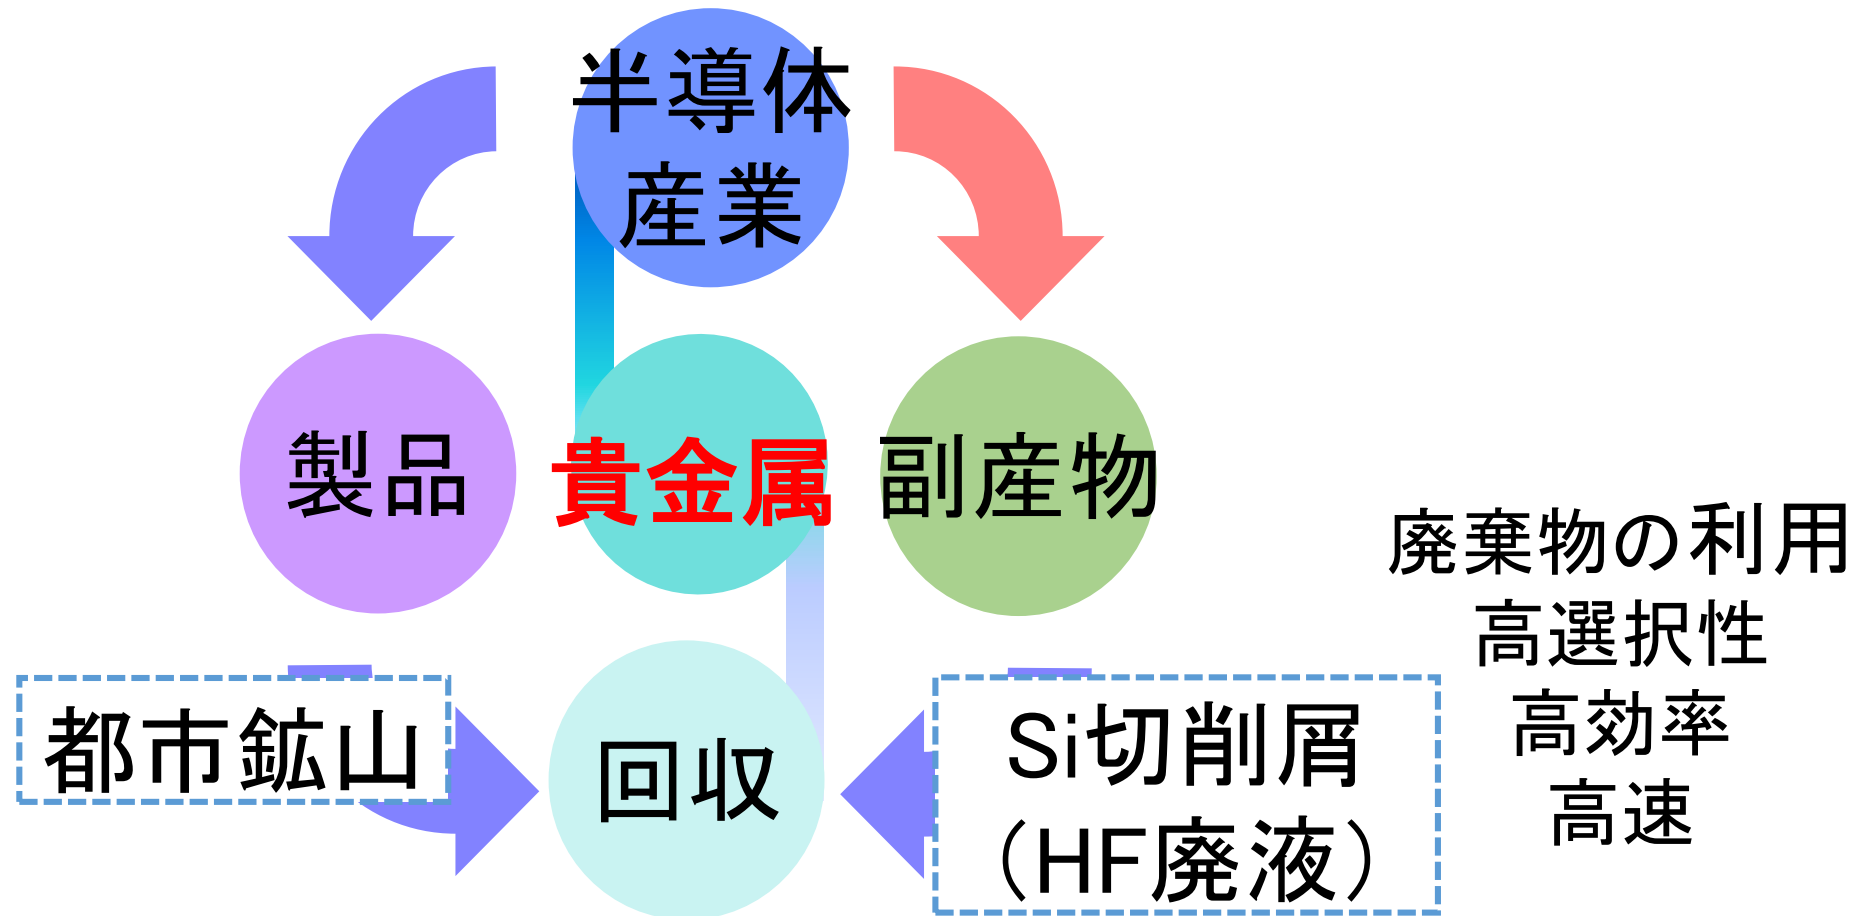 半導体
産業
製品
貴金属
副産物
廃棄物の利用
高選択性
高効率
高速
都市鉱山
回収
Si切削屑
（HF廃液）